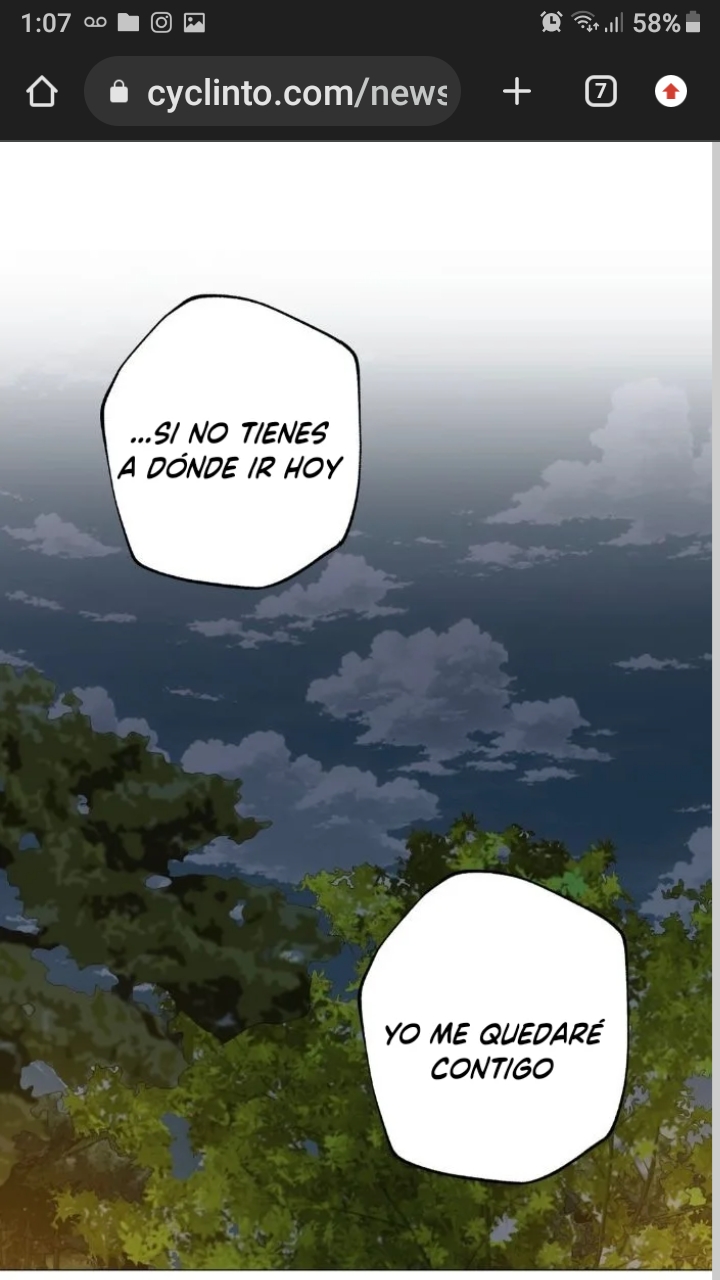 1:07
58%
cyclinto.com/news
7
...SI NO TIENES
A DÓNDE IR HOY
YO ME QUEDARÉ
CONTIGO